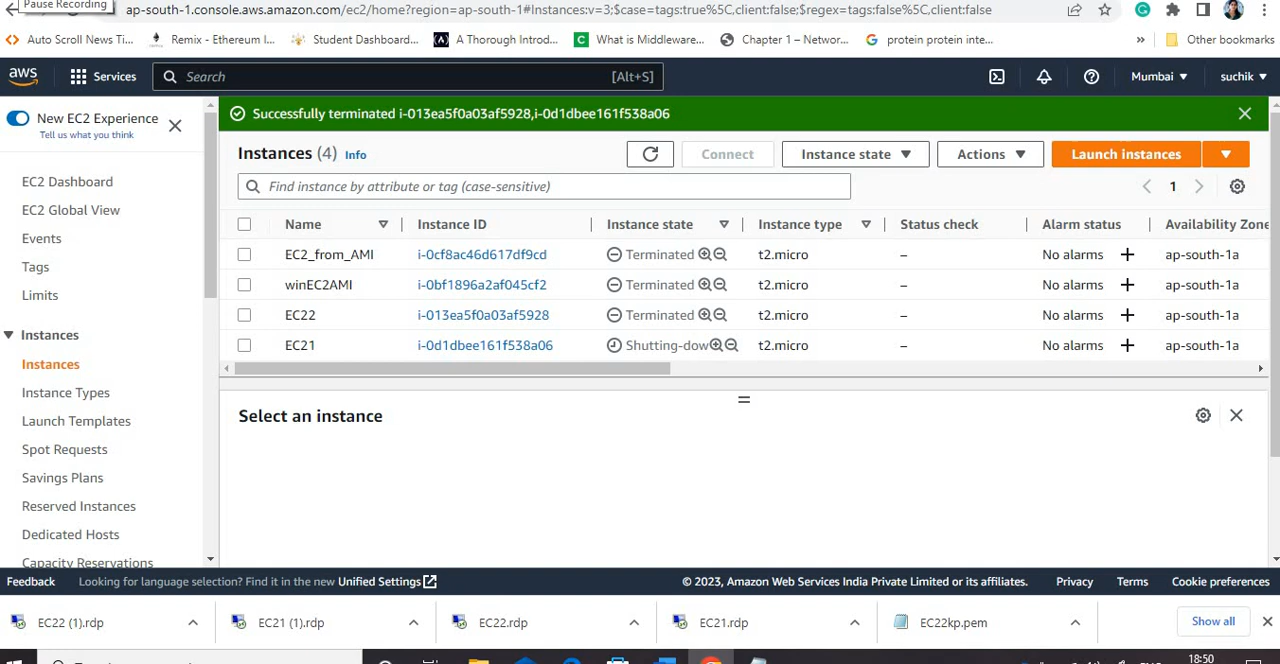 Pause Recording
ap-south-1.console.aws.amazon.com/ec2/home?region=ap-south-1#Instances:v=3;$case=tags:true%5C,client:false;$regex=tags:false%5C,client:false
Auto Scroll News Ti... Remix - Ethereum I... Student Dashboard... A Thorough Introd... What is Middleware... Chapter 1 – Networ... protein protein inte... » Other bookmarks
aws Services Search [Alt+S] Mumbai suchik
New EC2 Experience
Tell us what you think
Successfully terminated i-013ea5f0a03af5928,i-0d1dbee161f538a06
Instances (4) Info Connect Instance state Actions Launch instances
Find instance by attribute or tag (case-sensitive) 1
Name Instance ID Instance state Instance type Status check Alarm status Availability Zone
EC2_from_AMI i-0cf8ac46d617df9cd Terminated t2.micro – No alarms + ap-south-1a
winEC2AMI i-0bf1896a2af045cf2 Terminated t2.micro – No alarms + ap-south-1a
EC22 i-013ea5f0a03af5928 Terminated t2.micro – No alarms + ap-south-1a
EC21 i-0d1dbee161f538a06 Shutting-dow t2.micro – No alarms + ap-south-1a
Select an instance
EC2 Dashboard
EC2 Global View
Events
Tags
Limits
Instances
Instances
Instance Types
Launch Templates
Spot Requests
Savings Plans
Reserved Instances
Dedicated Hosts
Capacity Reservations
Feedback Looking for language selection? Find it in the new Unified Settings © 2023, Amazon Web Services India Private Limited or its affiliates. Privacy Terms Cookie preferences
EC22 (1).rdp EC21 (1).rdp EC22.rdp EC21.rdp EC22kp.pem Show all
18:50